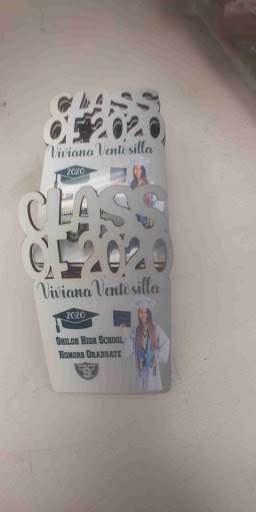 CLASS
OF 2020
Viviana Ventosilla
2020
CLASS
OF 2020
Viviana Ventosilla
2020
SHILOH HIGH SCHOOL
HONORS GRADUATE
S